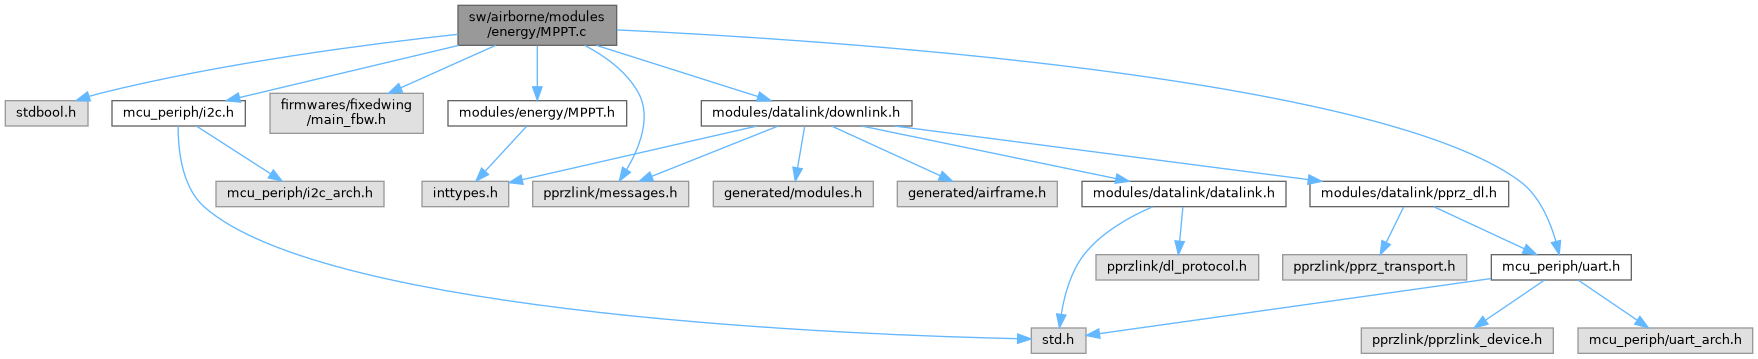 sw/airborne/modules
/energy/MPPT.c
stdbool.h
mcu_periph/i2c.h
firmwares/fixedwing
/main_fbw.h
modules/energy/MPPT.h
modules/datalink/downlink.h
mcu_periph/i2c_arch.h
inttypes.h
pprzlink/messages.h
generated/modules.h
generated/airframe.h
modules/datalink/datalink.h
modules/datalink/pprz_dl.h
pprzlink/dl_protocol.h
pprzlink/pprz_transport.h
mcu_periph/uart.h
std.h
pprzlink/pprzlink_device.h
mcu_periph/uart_arch.h